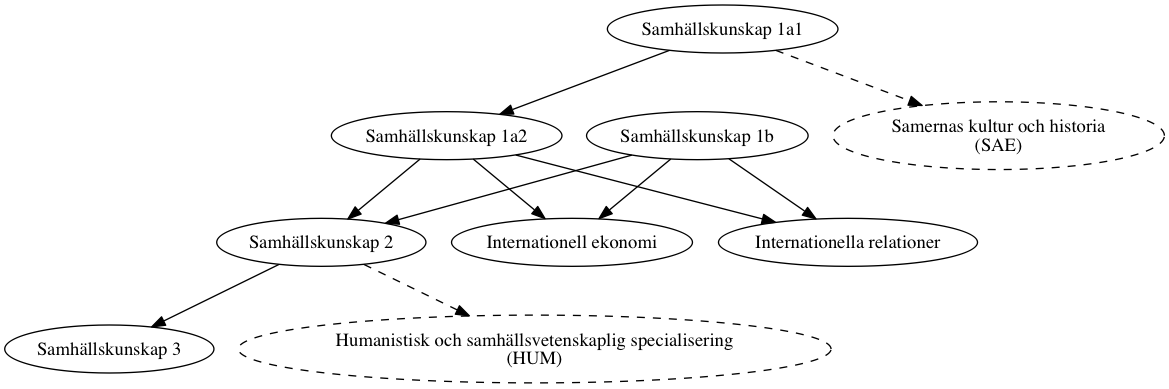 Samhällskunskap 1a1
Samhällskunskap 1a2
Samhällskunskap 1b
Samernas kultur och historia
(SAE)
Samhällskunskap 2
Internationell ekonomi
Internationella relationer
Samhällskunskap 3
Humanistisk och samhällsvetenskaplig specialisering
(HUM)